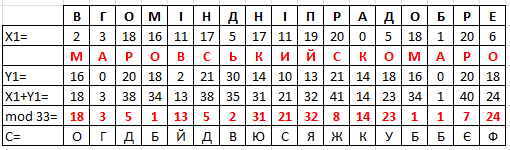 В Г О М І Н Д Н І П Р А Д О Б Р Е
X1= 2 3 18 16 11 17 5 17 11 19 20 0 5 18 1 20 6
М А Р О В С Ь К И Й С К О М А Р О
Y1= 16 0 20 18 2 21 30 14 10 13 21 14 18 16 0 20 18
X1+Y1= 18 3 38 34 13 38 35 31 21 32 41 14 23 34 1 40 24
mod 33= 18 3 5 1 13 5 2 31 21 32 8 14 23 1 1 7 24
С= О Г Д Б Й Д В Ю С Я Ж К У Б Б Є Ф